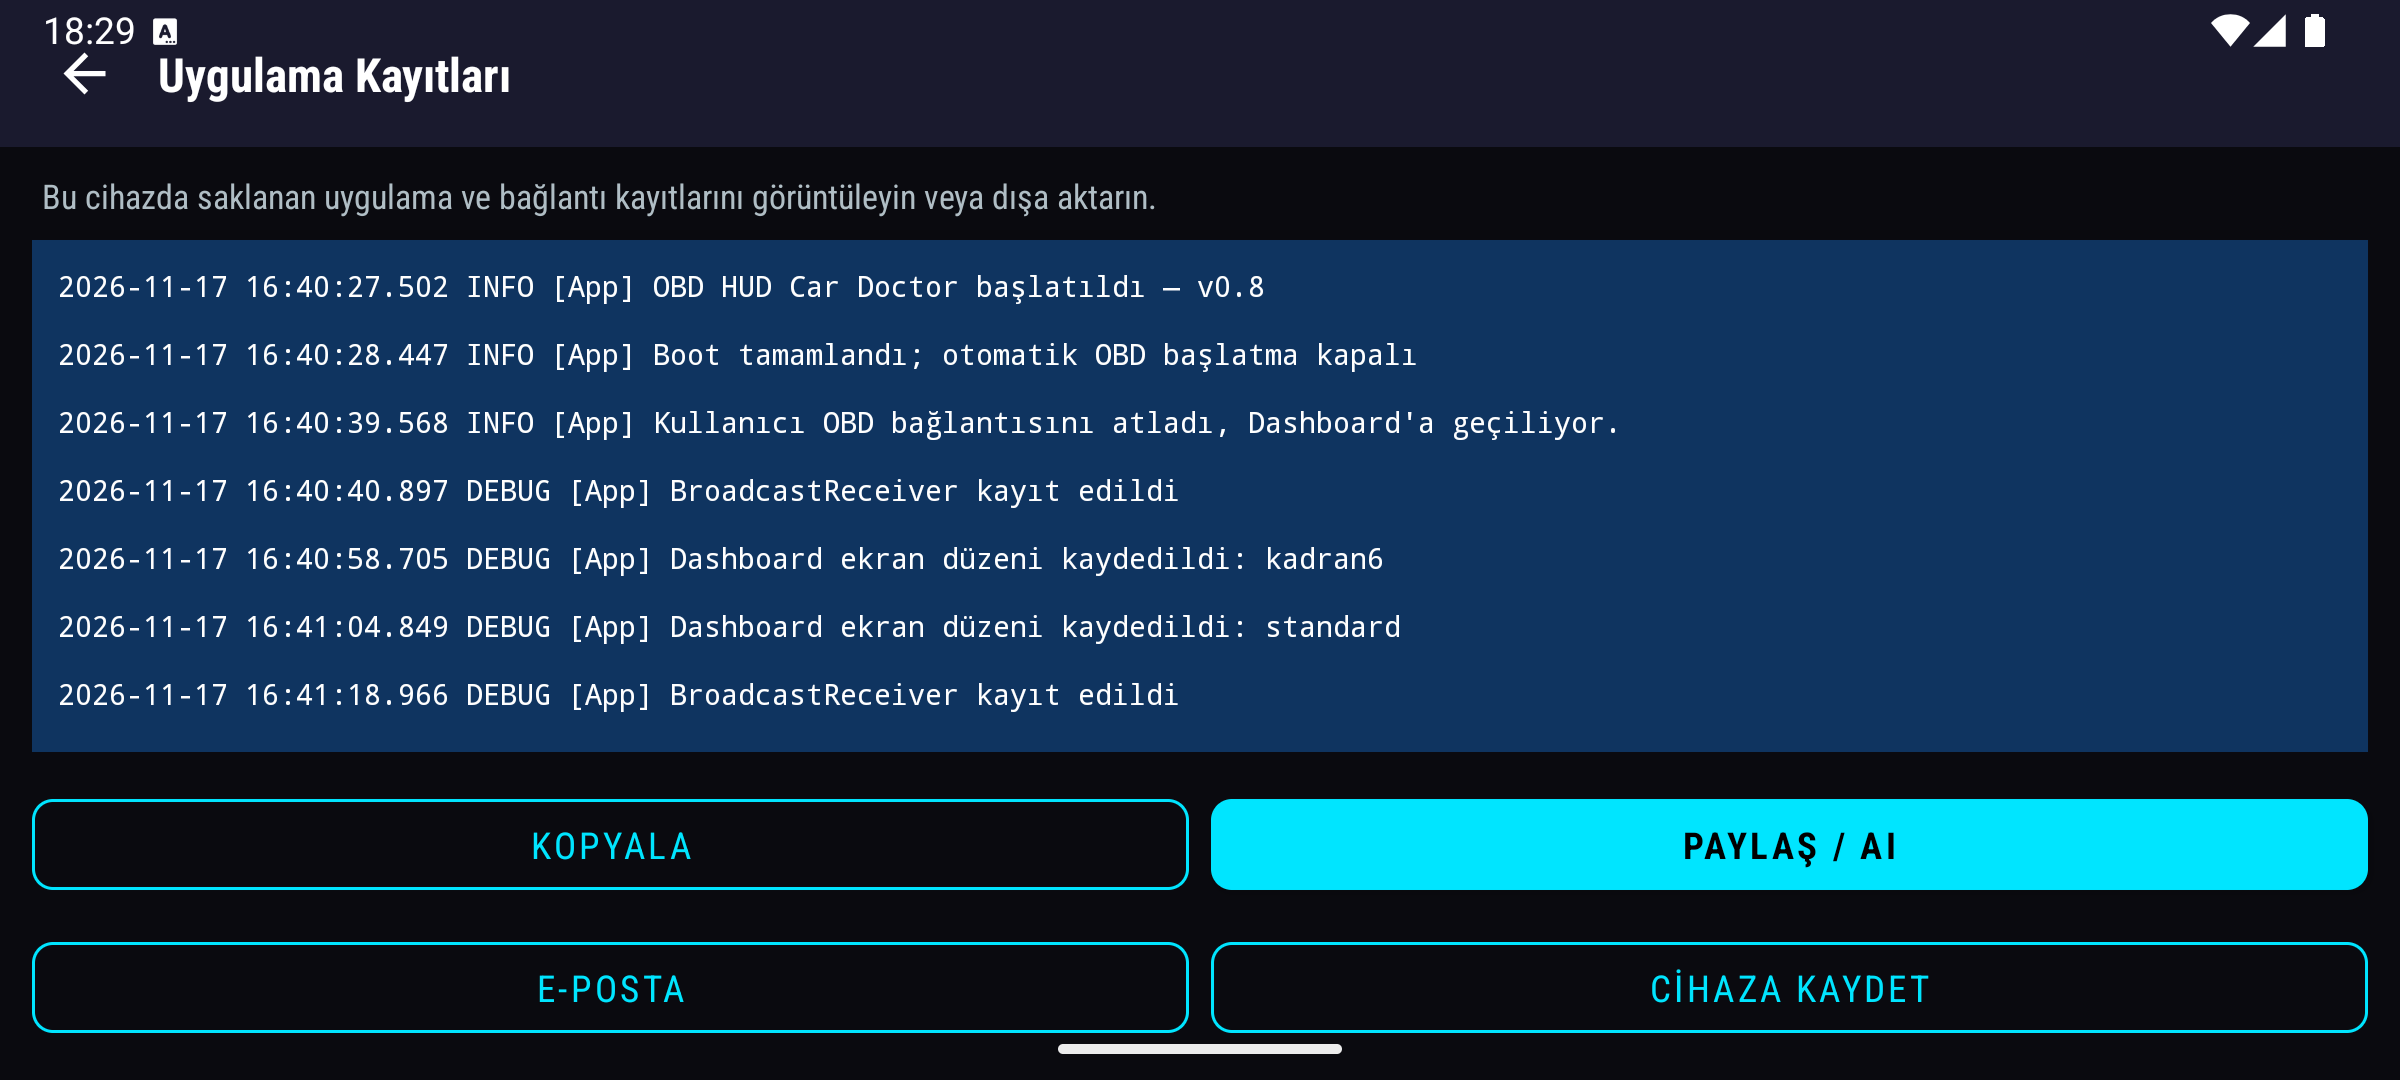 18:29
Uygulama Kayıtları
Bu cihazda saklanan uygulama ve bağlantı kayıtlarını görüntüleyin veya dışa aktarın.
2026-11-17 16:40:27.502 INFO [App] OBD HUD Car Doctor başlatıldı — v0.8
2026-11-17 16:40:28.447 INFO [App] Boot tamamlandı; otomatik OBD başlatma kapalı
2026-11-17 16:40:39.568 INFO [App] Kullanıcı OBD bağlantısını atladı, Dashboard'a geçiliyor.
2026-11-17 16:40:40.897 DEBUG [App] BroadcastReceiver kayıt edildi
2026-11-17 16:40:58.705 DEBUG [App] Dashboard ekran düzeni kaydedildi: kadran6
2026-11-17 16:41:04.849 DEBUG [App] Dashboard ekran düzeni kaydedildi: standard
2026-11-17 16:41:18.966 DEBUG [App] BroadcastReceiver kayıt edildi
KOPYALA
PAYLAŞ / AI
E-POSTA
CİHAZA KAYDET